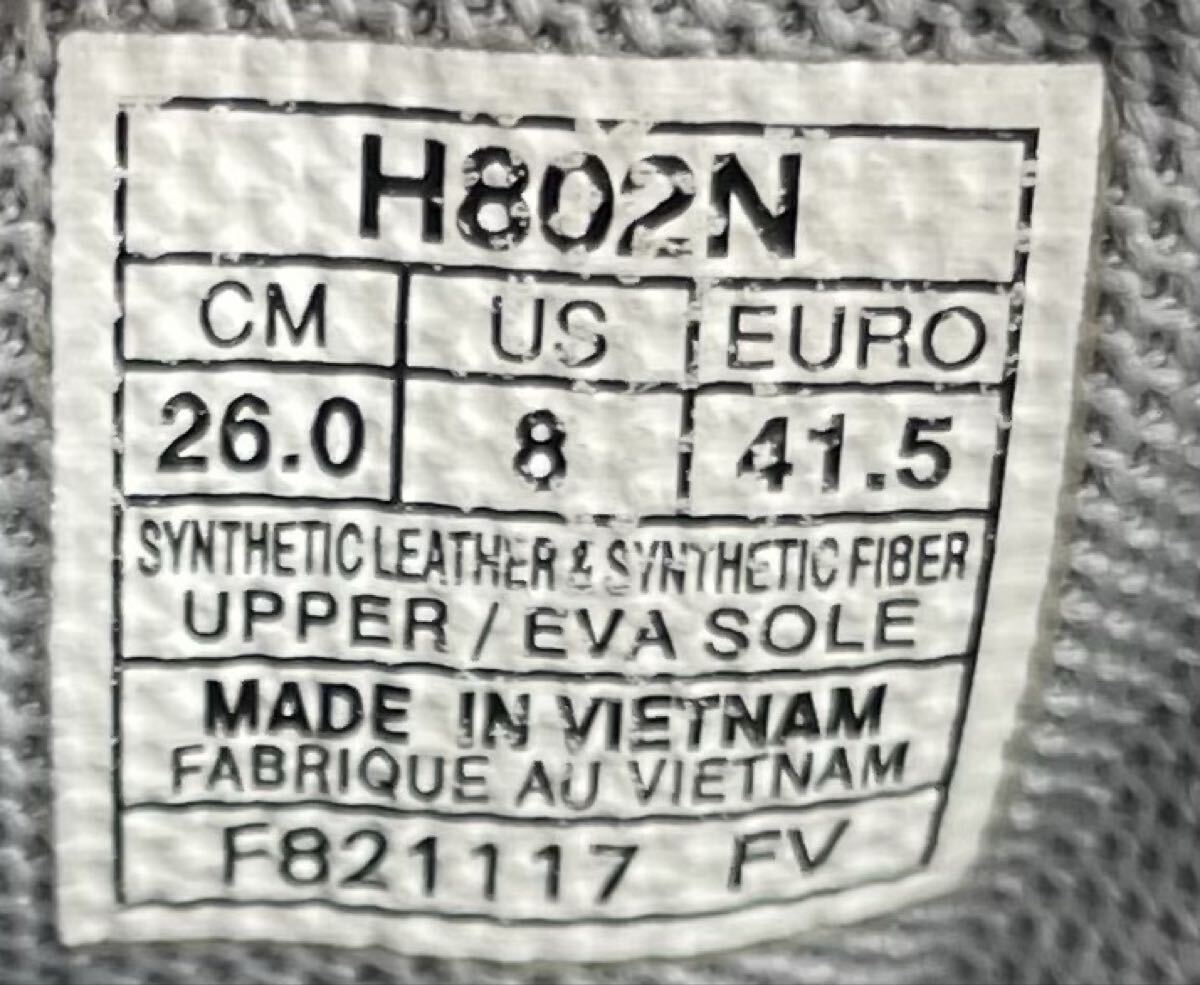 H802N
CM US EURO
26.0 8 41.5
SYNTHETIC LEATHER & SYNTHETIC FIBER
UPPER / EVA SOLE
MADE IN VIETNAM
FABRIQUE AU VIETNAM
F821117 FV